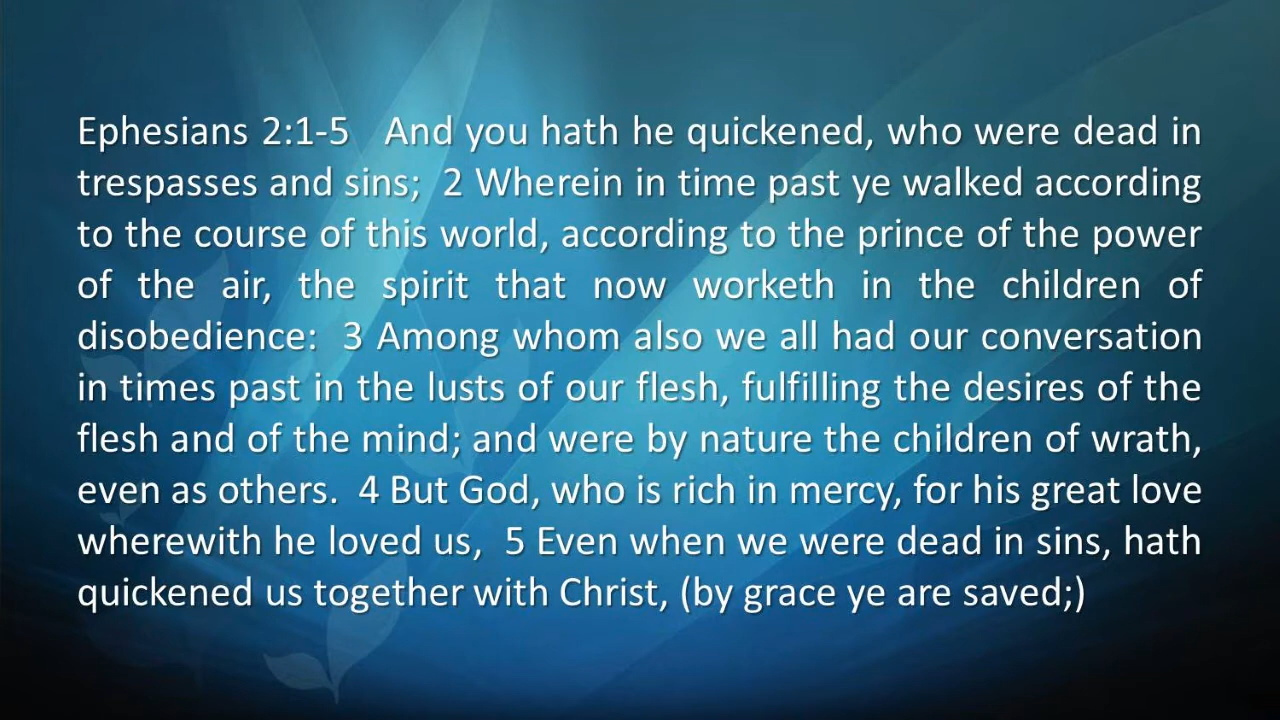 Ephesians 2:1-5   And you hath he quickened, who were dead in
trespasses and sins;  2 Wherein in time past ye walked according
to the course of this world, according to the prince of the power
of the air, the spirit that now worketh in the children of
disobedience:  3 Among whom also we all had our conversation
in times past in the lusts of our flesh, fulfilling the desires of the
flesh and of the mind; and were by nature the children of wrath,
even as others.  4 But God, who is rich in mercy, for his great love
wherewith he loved us,  5 Even when we were dead in sins, hath
quickened us together with Christ, (by grace ye are saved;)